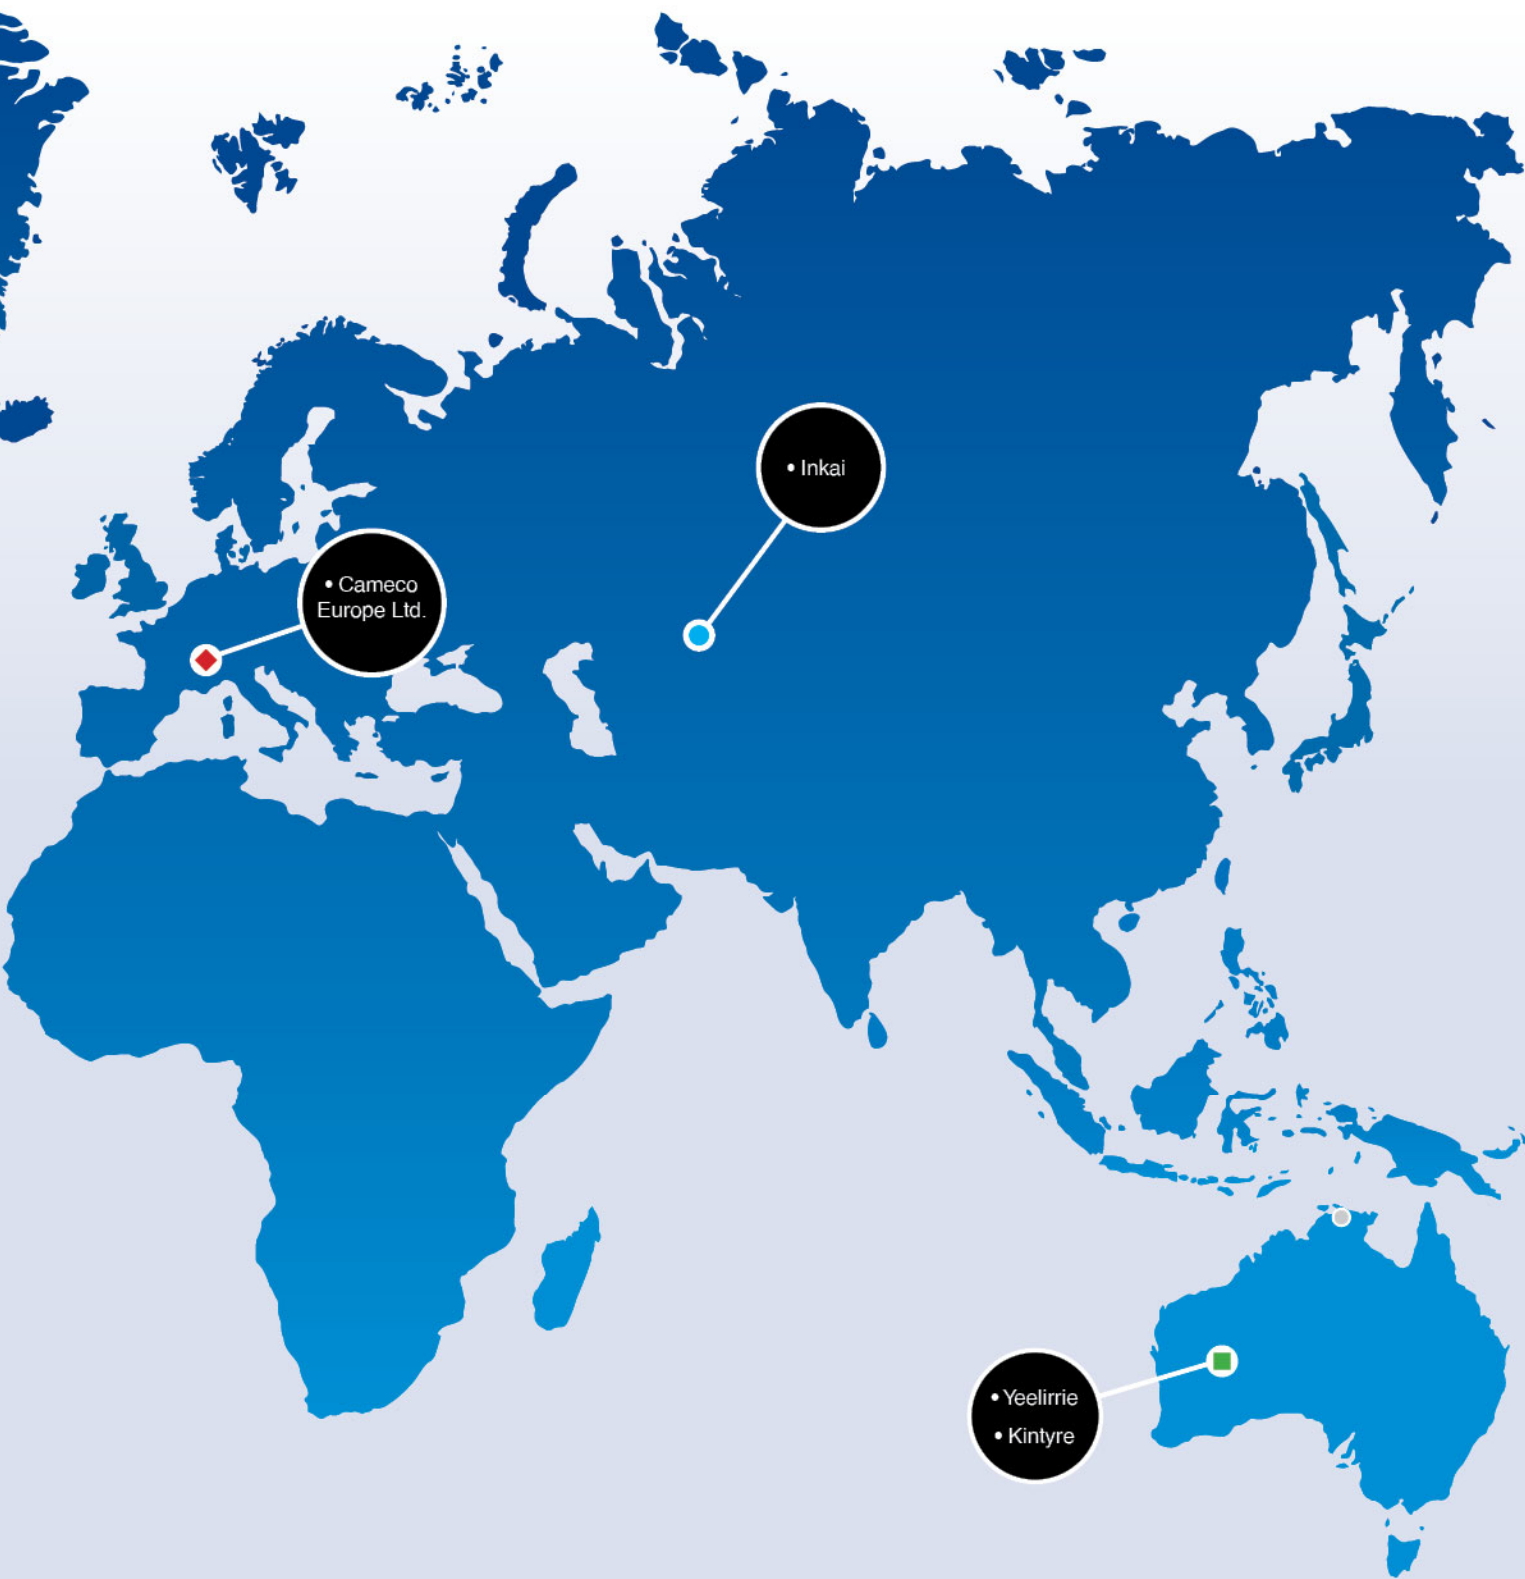 • Inkai
• Cameco
Europe Ltd.
• Yeelirrie
• Kintyre